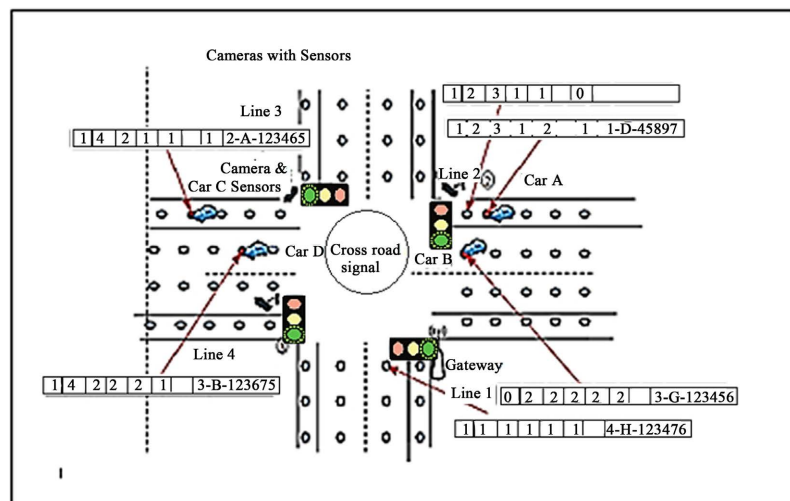 Cameras with Sensors
1 2 3 1 1 0
Line 3
1 4 2 1 1 1 2-A-123465
1 2 3 1 2 1 1-D-45897
Camera &
Car C Sensors
Line 2
Car A
Car D
Cross road
signal
Car B
Line 4
Gateway
1 4 2 2 2 1 3-B-123675
Line 1
0 2 2 2 2 2 3-G-123456
1 1 1 1 1 1 4-H-123476